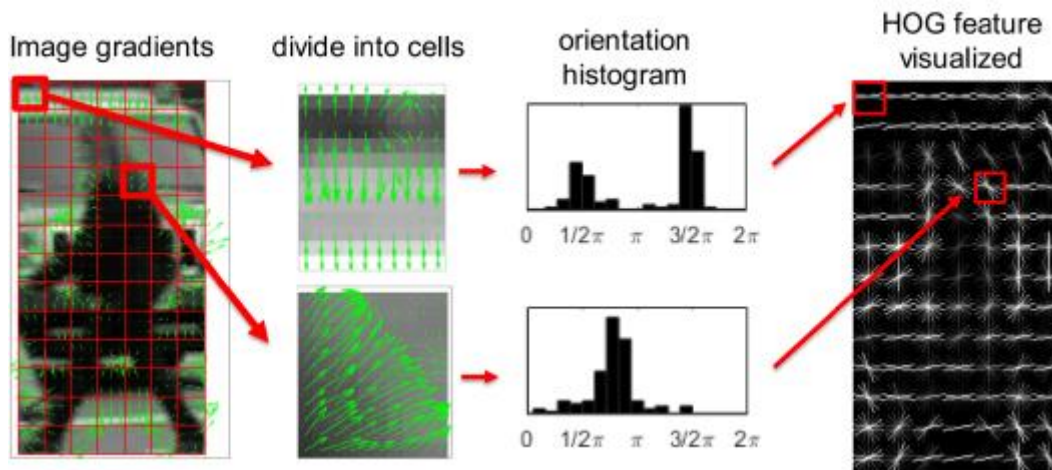 Image gradients
divide into cells
orientation
histogram
HOG feature
visualized
0 1/2π π 3/2π 2π
0 1/2π π 3/2π 2π